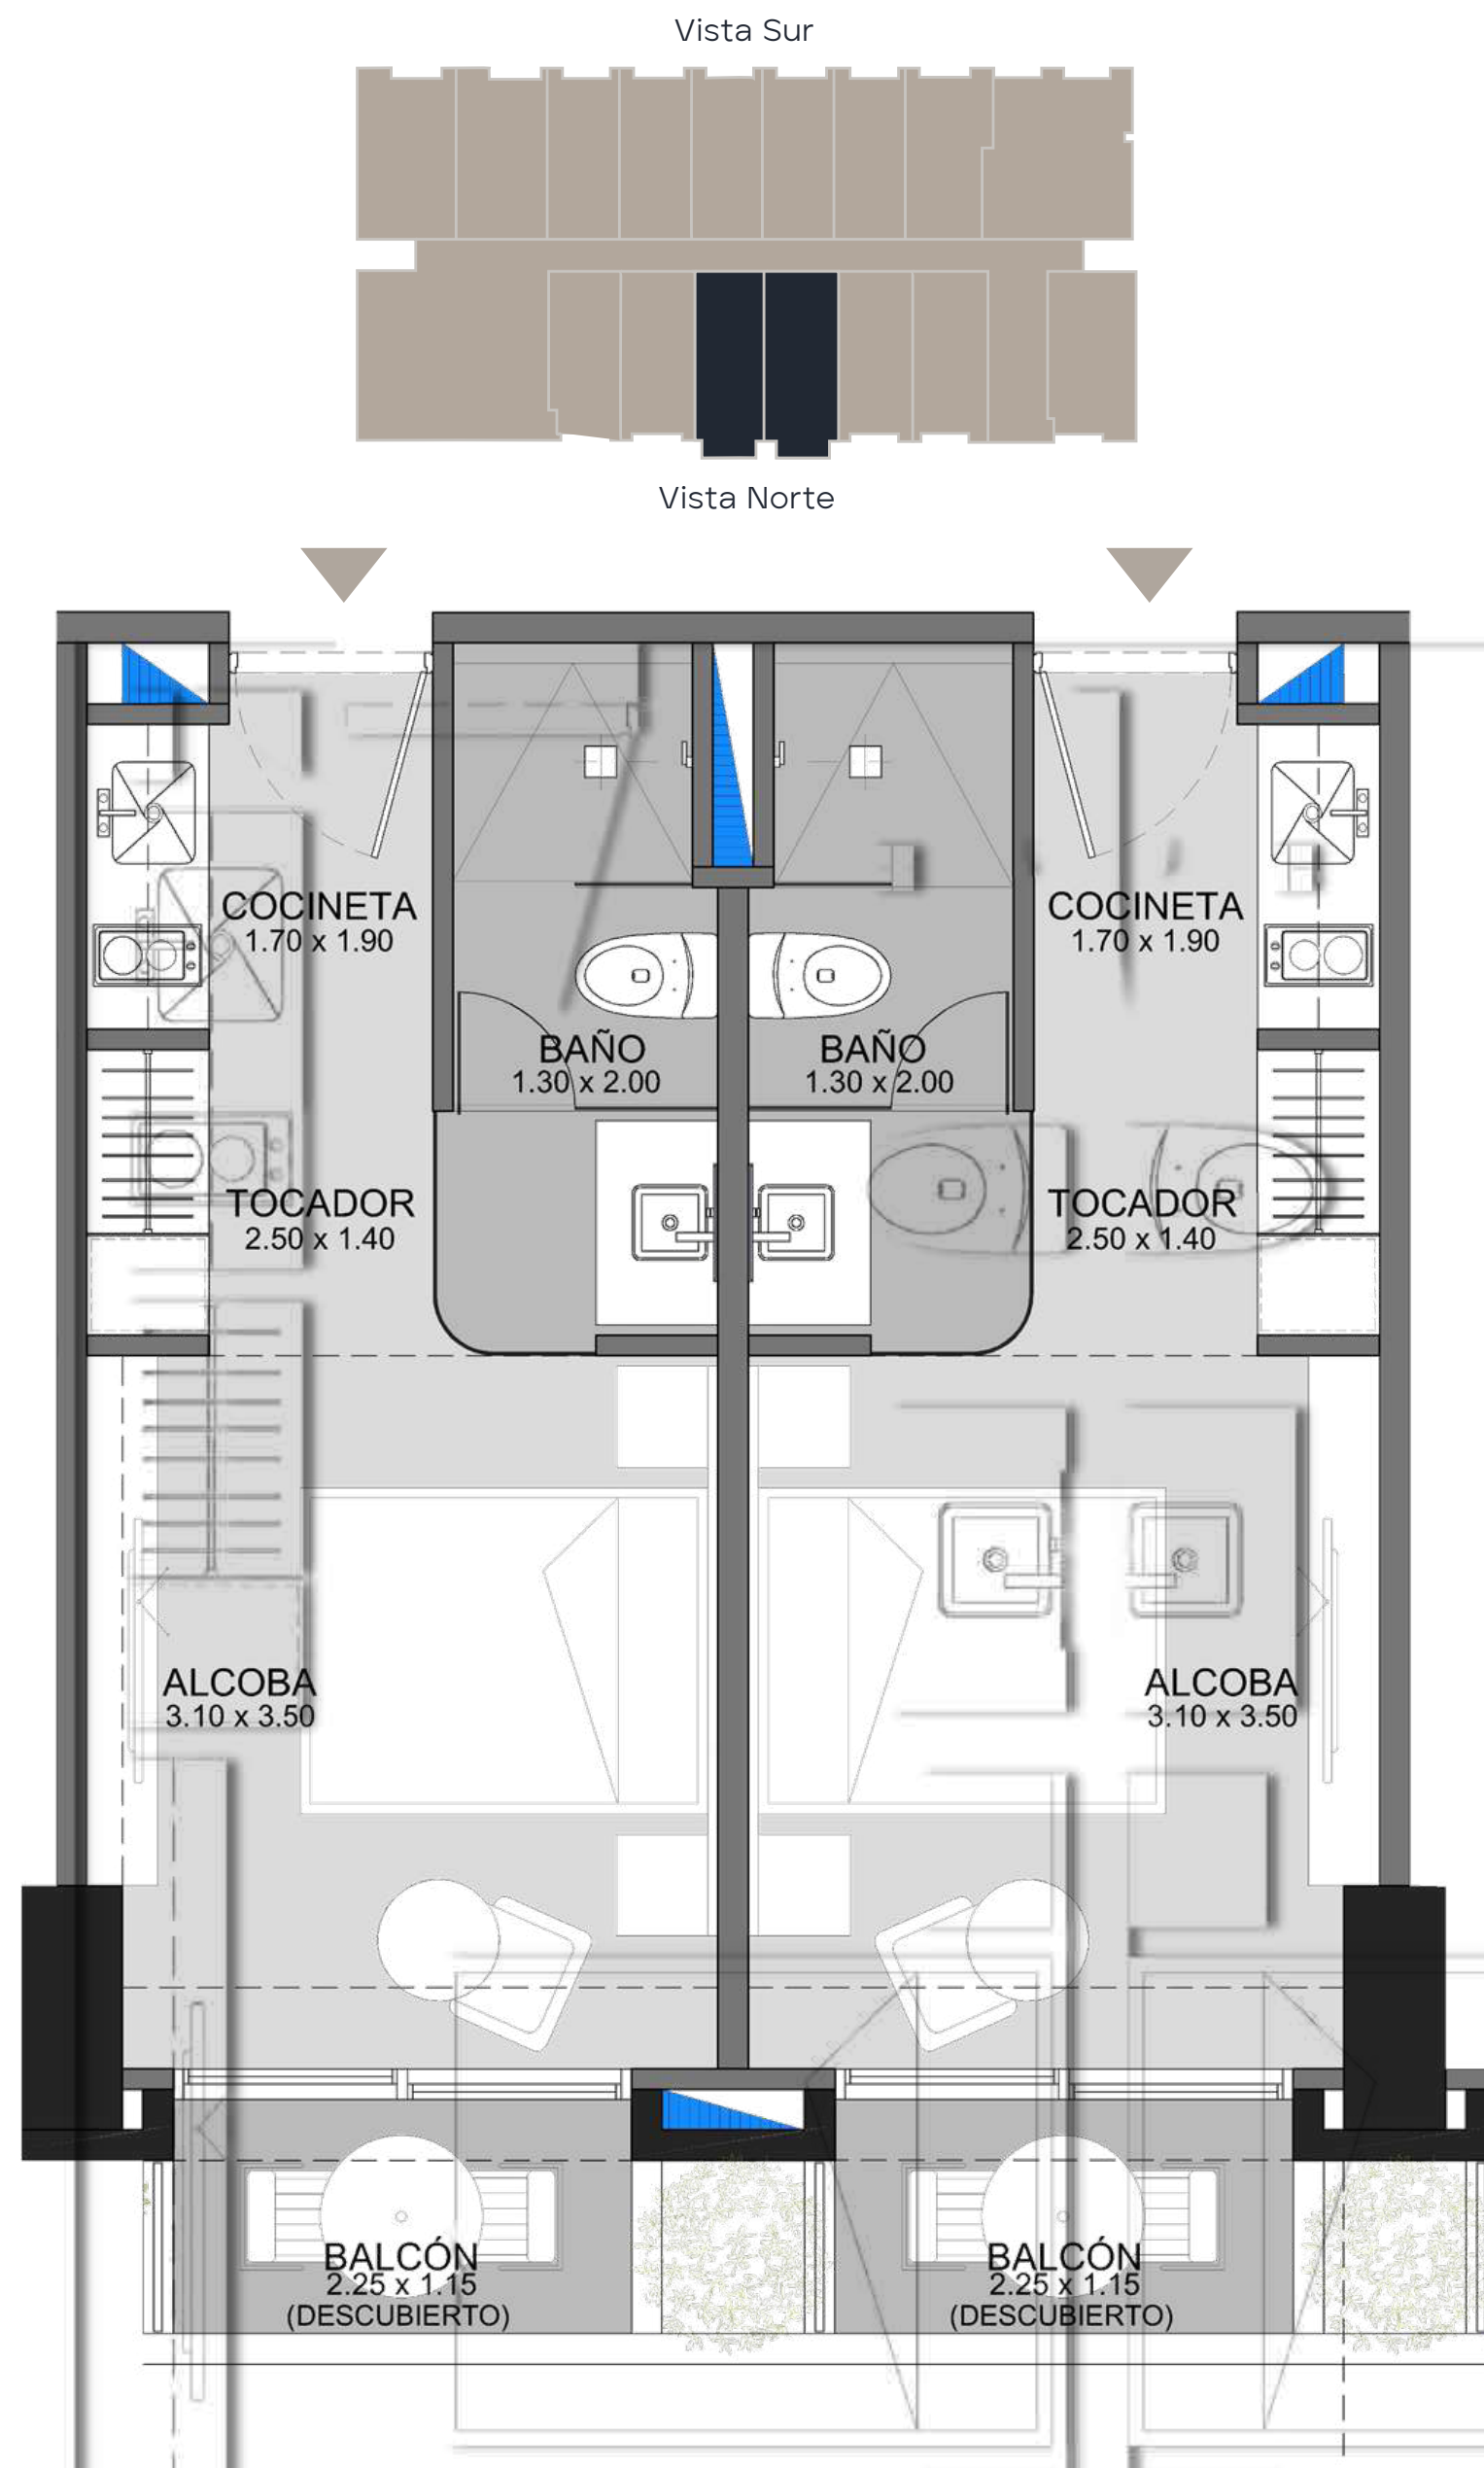 Vista Sur
Vista Norte
COCINETA
1.70 x 1.90
COCINETA
1.70 x 1.90
BAÑO
1.30 x 2.00
BAÑO
1.30 x 2.00
TOCADOR
2.50 x 1.40
TOCADOR
2.50 x 1.40
ALCOBA
3.10 x 3.50
ALCOBA
3.10 x 3.50
BALCÓN
2.25 x 1.15
(DESCUBIERTO)
BALCÓN
2.25 x 1.15
(DESCUBIERTO)